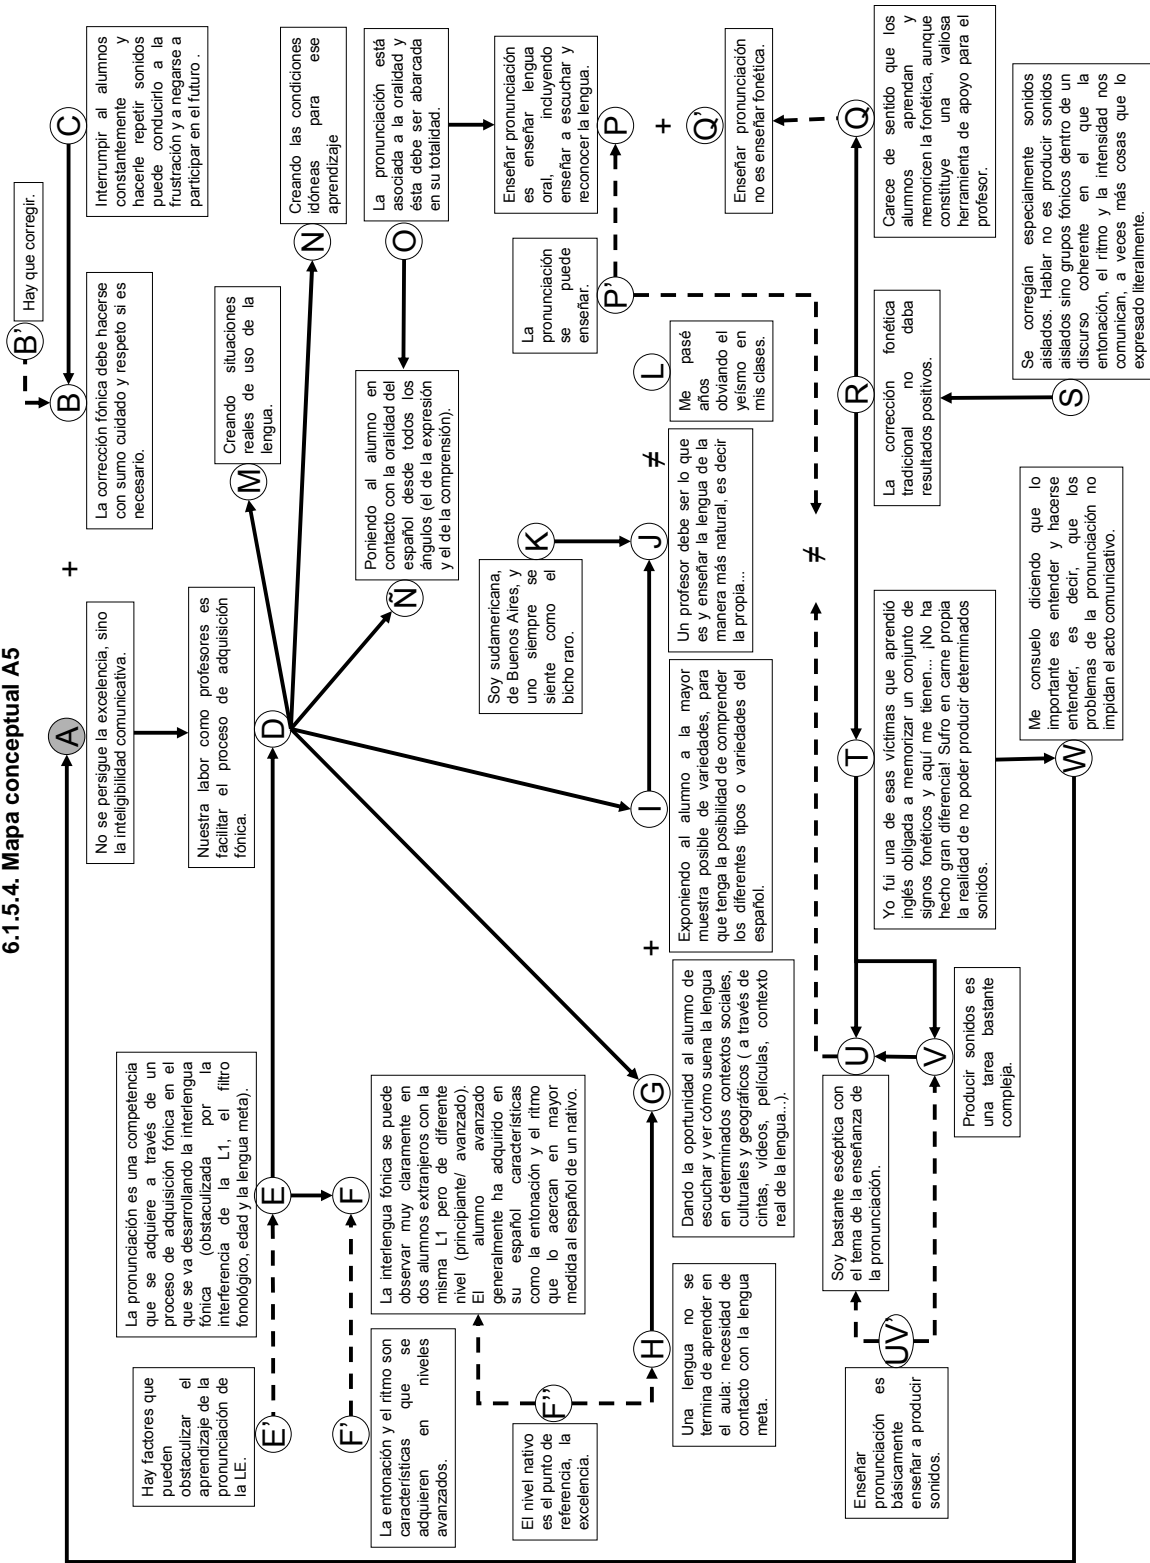 6.1.5.4. Mapa conceptual A5
A
No se persigue la excelencia, sino
la inteligibilidad comunicativa.
+
B'
Hay que corregir.
B
La corrección fónica debe hacerse
con sumo cuidado y respeto si es
necesario.
C
Interrumpir al alumnos
constantemente y
hacerle repetir sonidos
puede conducirlo a la
frustración y a negarse a
participar en el futuro .
Nuestra labor como profesores es
facilitar el proceso de adquisición
fónica.
D
M
Creando situaciones
reales de uso de la
lengua.
N
Creando las condiciones
idóneas para ese
aprendizaje
Hay factores que
pueden
obstaculizar el
aprendizaje de la
pronunciación de
la LE.
E'
La pronunciación es una competencia
que se adquiere a través de un
proceso de adquisición fónica en el
que se va desarrollando la interlengua
fónica (obstaculizada por la
interferencia de la L1, el filtro
fonológico, edad y la lengua meta).
E
F'
La entonación y el ritmo son
características que se
adquieren en niveles
avanzados.
F
La interlengua fónica se puede
observar muy claramente en
dos alumnos extranjeros con la
misma L1 pero de diferente
nivel (principiante/ avanzado).
El alumno avanzado
generalmente ha adquirido en
su español características
como la entonación y el ritmo
que lo acercan en mayor
medida al español de un nativo.
Ñ
Poniendo al alumno en
contacto con la oralidad del
español desde todos los
ángulos (el de la expresión
y el de la comprensión).
O
La pronunciación está
asociada a la oralidad y
ésta debe ser abarcada
en su totalidad.
El nivel nativo
es el punto de
referencia, la
excelencia.
F''
Soy sudamericana,
de Buenos Aires, y
uno siempre se
siente como el
bicho raro.
K
La
pronunciación
se puede
enseñar.
P'
Enseñar pronunciación
es enseñar lengua
oral, incluyendo
enseñar a escuchar y
reconocer la lengua.
P
H
Una lengua no se
termina de aprender en
el aula: necesidad de
contacto con la lengua
meta.
G
Dando la oportunidad al alumno de
escuchar y ver cómo suena la lengua
en determinados contextos sociales,
culturales y geográficos ( a través de
cintas, vídeos, películas, contexto
real de la lengua...).
+
I
Exponiendo al alumno a la mayor
muestra posible de variedades, para
que tenga la posibilidad de comprender
los diferentes tipos o variedades del
español.
J
Un profesor debe ser lo que
es y enseñar la lengua de la
manera más natural, es decir
la propia...
≠
L
Me pasé
años
obviando el
yeísmo en
mis clases.
+
Q'
Enseñar pronunciación
no es enseñar fonética.
≠
Enseñar
pronunciación es
básicamente
enseñar a producir
sonidos.
UV'
Soy bastante escéptica con
el tema de la enseñanza de
la pronunciación.
U
V
Producir sonidos es
una tarea bastante
compleja.
T
Yo fui una de esas víctimas que aprendió
inglés obligada a memorizar un conjunto de
signos fonéticos y aquí me tienen... ¡No ha
hecho gran diferencia! Sufro en carne propia
la realidad de no poder producir determinados
sonidos.
R
La corrección fonética
tradicional no daba
resultados positivos.
Q
Carece de sentido que los
alumnos aprendan y
memoricen la fonética, aunque
constituye una valiosa
herramienta de apoyo para el
profesor.
W
Me consuelo diciendo que lo
importante es entender y hacerse
entender, es decir, que los
problemas de la pronunciación no
impidan el acto comunicativo.
S
Se corregían especialmente sonidos
aislados. Hablar no es producir sonidos
aislados sino grupos fónicos dentro de un
discurso coherente en el que la
entonación, el ritmo y la intensidad nos
comunican, a veces más cosas que lo
expresado literalmente.